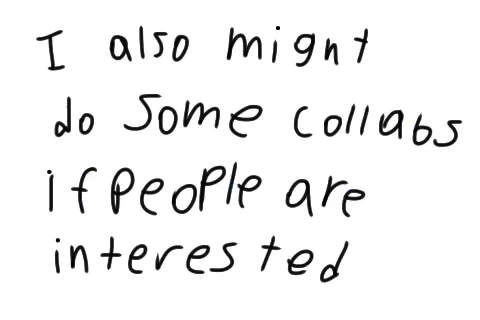 I also might
do some collabs
if people are
interested